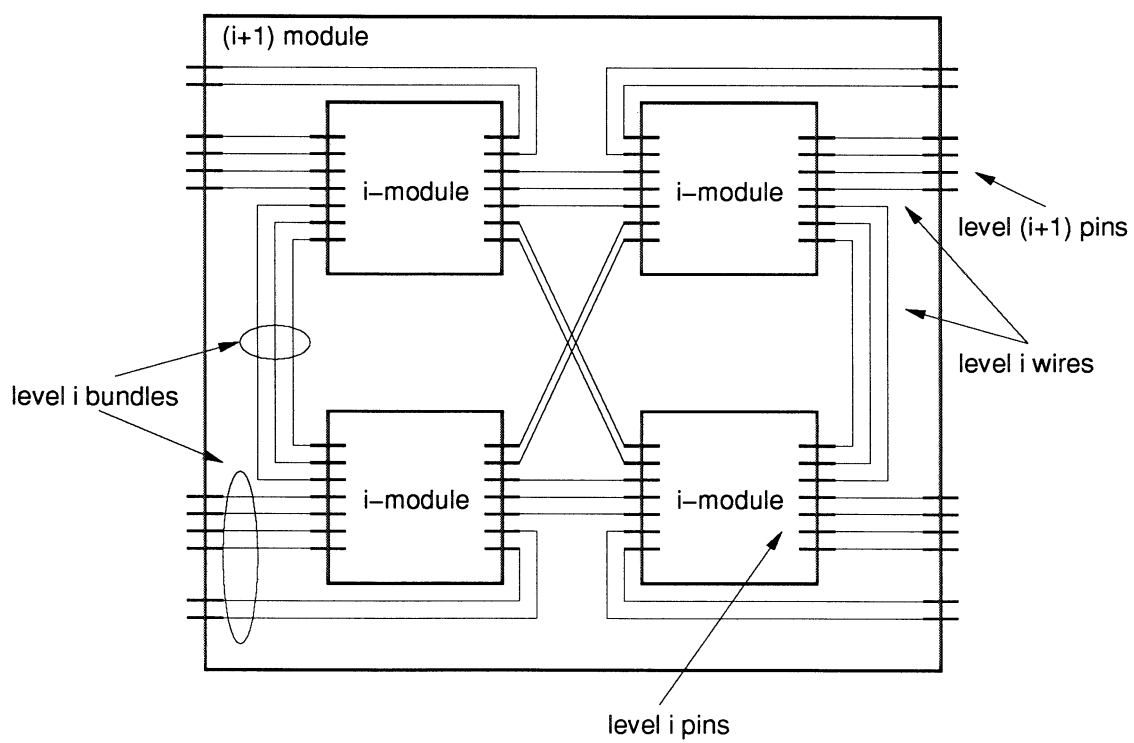 (i+1) module
i–module
i–module
level (i+1) pins
level i wires
level i bundles
i–module
i–module
level i pins